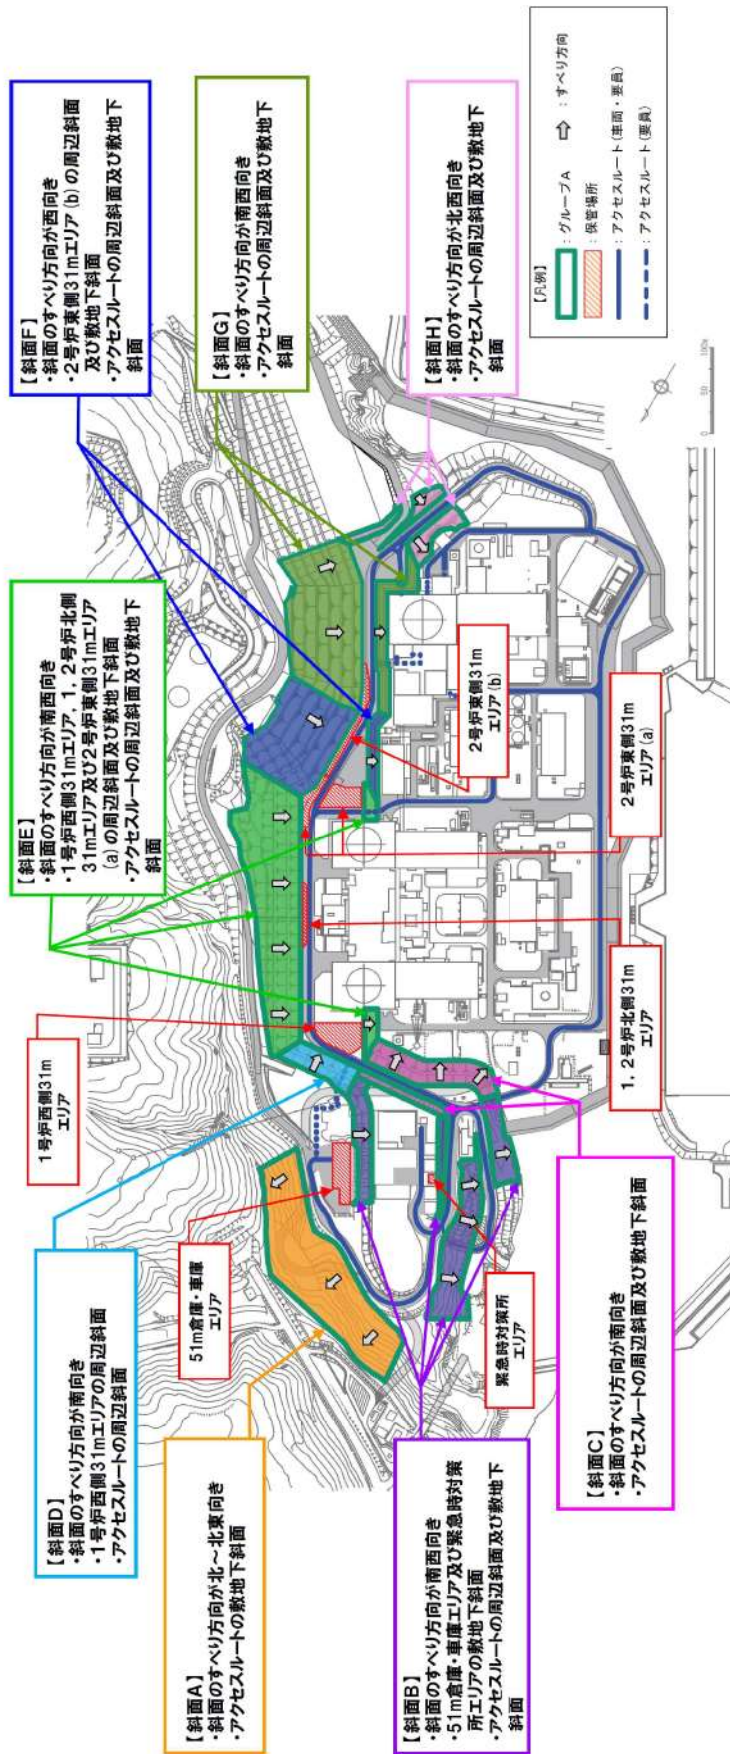 【斜面A】
・斜面のすべり方向が北～北東向き
・アクセスルートの敷地下斜面
【斜面D】
・斜面のすべり方向が南向き
・1号炉西側31mエリアの周辺斜面
・アクセスルートの周辺斜面
【斜面E】
・斜面のすべり方向が南西向き
・1号炉西側31mエリア，1，2号炉北側
31mエリア及び2号炉東側31mエリア
(a)の周辺斜面及び敷地下斜面
・アクセスルートの周辺斜面及び敷地下
斜面
【斜面F】
・斜面のすべり方向が西向き
・2号炉東側31mエリア(b)の周辺斜面
及び敷地下斜面
・アクセスルートの周辺斜面及び敷地下
斜面
【斜面G】
・斜面のすべり方向が南西向き
・アクセスルートの周辺斜面及び敷地下
斜面
【斜面H】
・斜面のすべり方向が北西向き
・アクセスルートの周辺斜面及び敷地下
斜面
51m倉庫・車庫
エリア
1号炉西側31m
エリア
2号炉東側31m
エリア(b)
2号炉東側31m
エリア(a)
1，2号炉北側31m
エリア
緊急時対策所
エリア
【斜面B】
・斜面のすべり方向が南西向き
・51m倉庫・車庫エリア及び緊急時対策
所エリアの敷地下斜面
・アクセスルートの周辺斜面及び敷地下
斜面
【斜面C】
・斜面のすべり方向が南向き
・アクセスルートの周辺斜面及び敷地下斜面
【凡例】
：グループA
：すべり方向
：保管場所
：アクセスルート(車両・要員)
：アクセスルート(要員)
0 50 100m